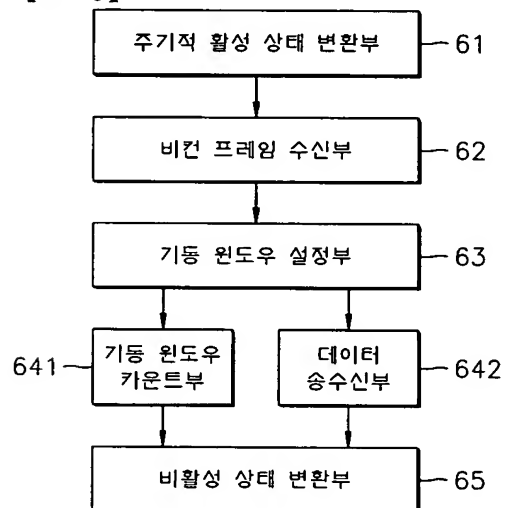 주기적 활성 상태 변환부
61
비컨 프레임 수신부
62
기동 윈도우 설정부
63
641
기동 윈도우
카운트부
데이터
송수신부
642
비활성 상태 변환부
65